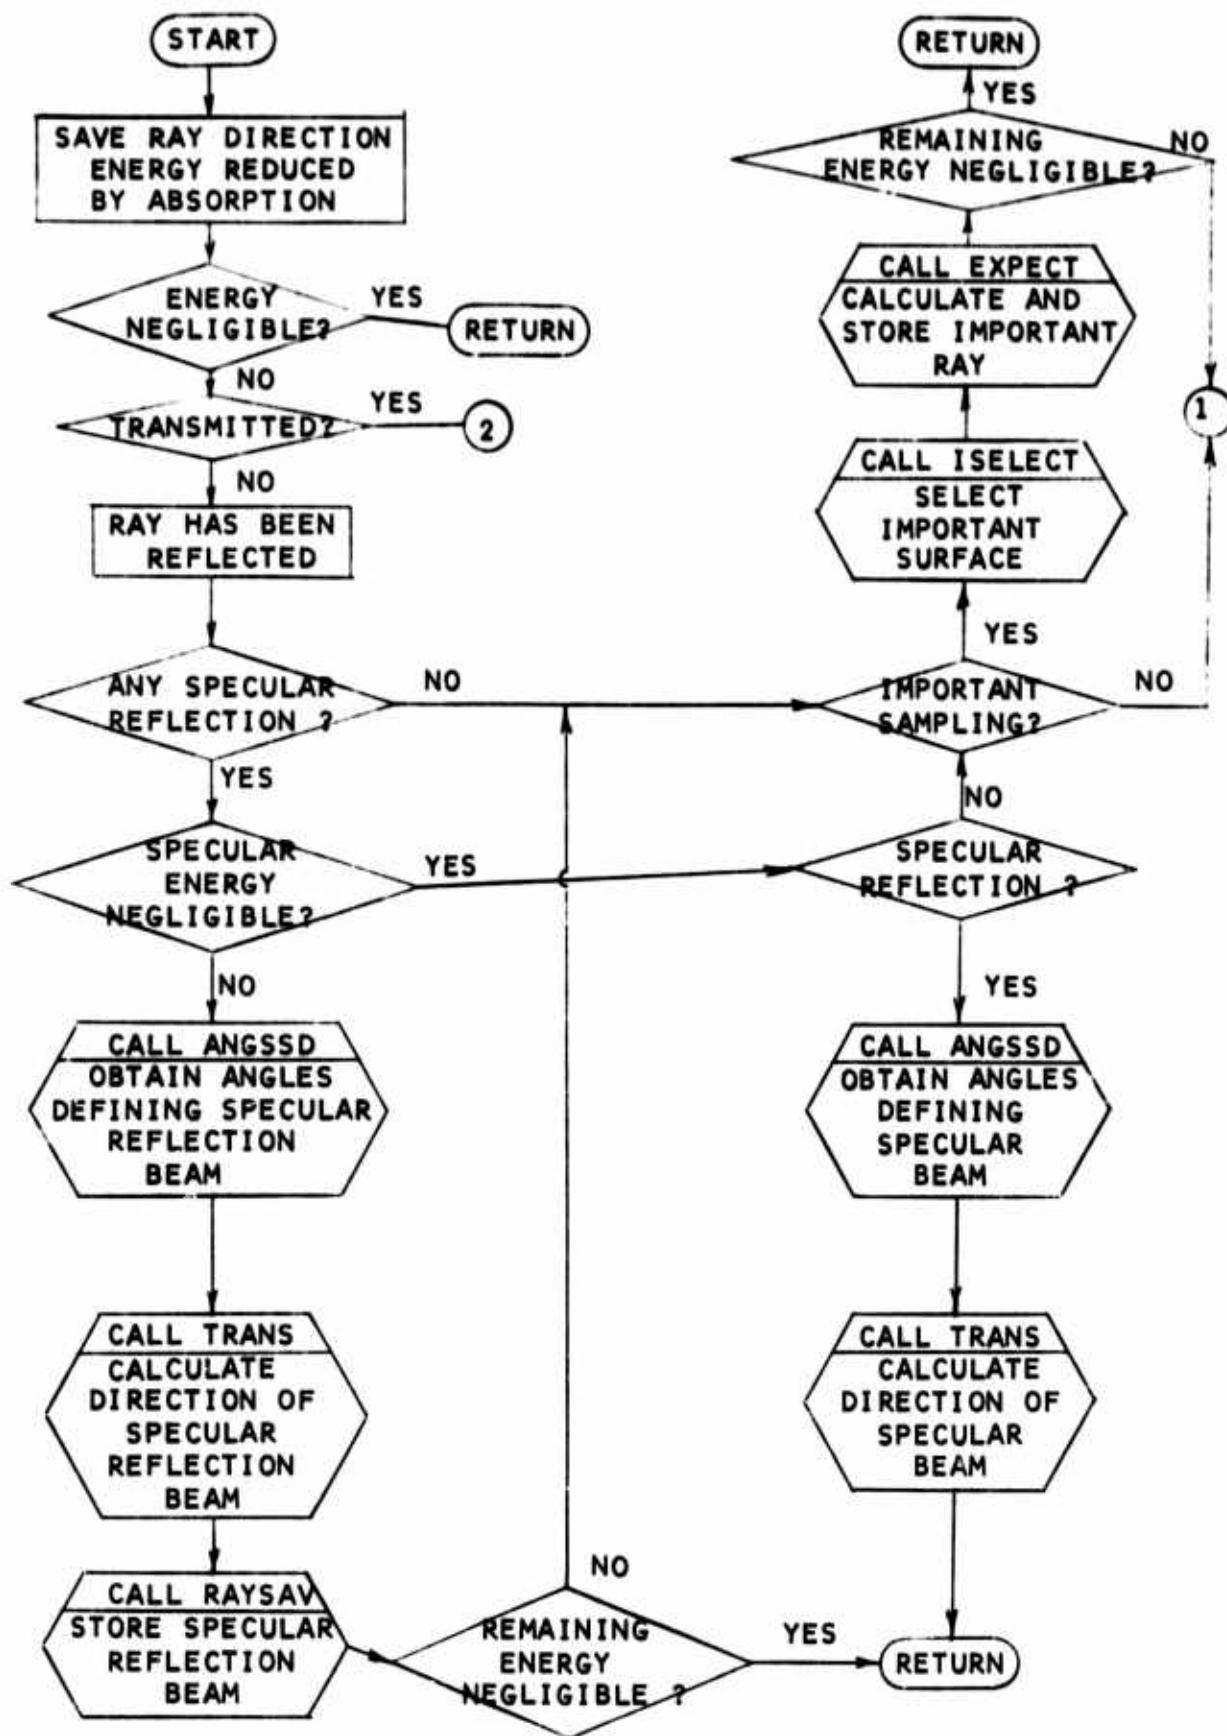 START
SAVE RAY DIRECTION
ENERGY REDUCED
BY ABSORPTION
ENERGY
NEGLIGIBLE?
YES
RETURN
NO
TRANSMITTED?
YES
2
NO
RAY HAS BEEN
REFLECTED
ANY SPECULAR
REFLECTION ?
NO
YES
SPECULAR
ENERGY
NEGLIGIBLE?
YES
NO
CALL ANGSSD
OBTAIN ANGLES
DEFINING SPECULAR
REFLECTION
BEAM
CALL TRANS
CALCULATE
DIRECTION OF
SPECULAR
REFLECTION
BEAM
CALL RAYSAV
STORE SPECULAR
REFLECTION
BEAM
REMAINING
ENERGY
NEGLIGIBLE ?
NO
YES
RETURN
RETURN
YES
REMAINING
ENERGY NEGLIGIBLE?
NO
CALL EXPECT
CALCULATE AND
STORE IMPORTANT
RAY
1
CALL ISELECT
SELECT
IMPORTANT
SURFACE
YES
IMPORTANT
SAMPLING?
NO
NO
SPECULAR
REFLECTION ?
YES
CALL ANGSSD
OBTAIN ANGLES
DEFINING
SPECULAR
BEAM
CALL TRANS
CALCULATE
DIRECTION OF
SPECULAR
BEAM